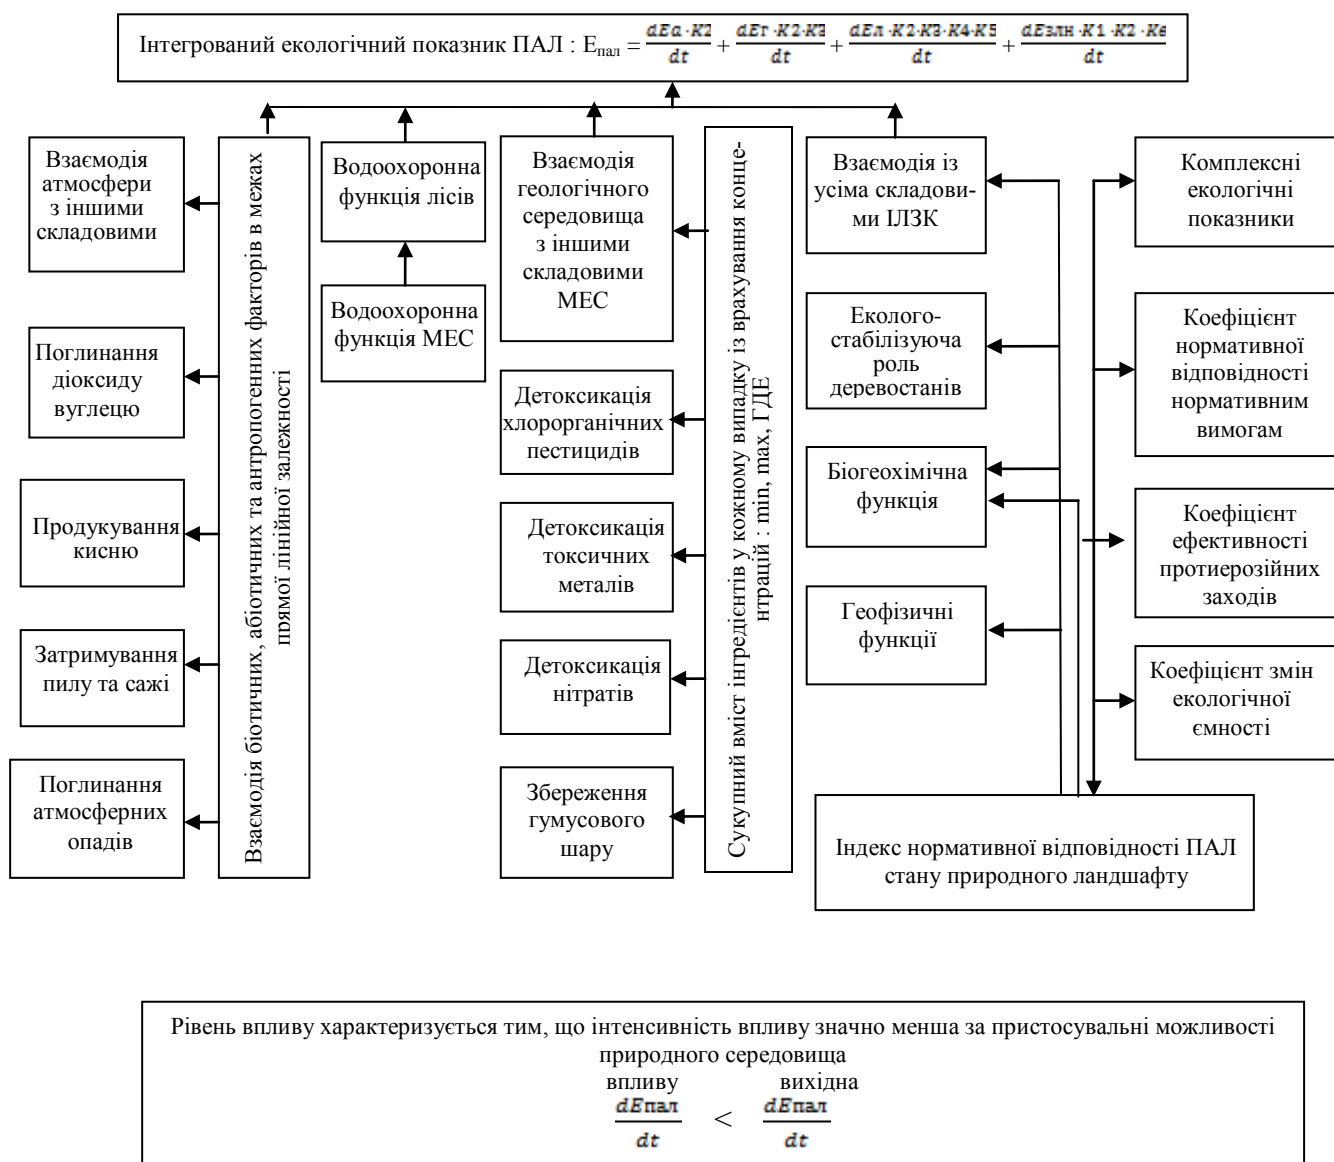 Інтегрований екологічний показник ПАЛ : Eпал = dEa·K2/dt + dEт·K2·K3/dt + dEл·K2·K3·K4·K5/dt + dEзлн·K1·K2·Ke/dt
Взаємодія
атмосфери
з іншими
складовими
Поглинання
діоксиду
вуглецю
Продукування
кисню
Затримування
пилу та сажі
Поглинання
атмосферних
опадів
Взаємодія біотичних, абіотичних та антропогенних факторів в межах
прямої лінійної залежності
Водоохоронна
функція лісів
Водоохоронна
функція МЕС
Взаємодія
геологічного
середовища
з іншими
складовими
МЕС
Детоксикація
хлорорганічних
пестицидів
Детоксикація
токсичних
металів
Детоксикація
нітратів
Збереження
гумусового
шару
Сукупний вміст інгредієнтів у кожному випадку із врахування конце-
нтрацій : min, max, ГДЕ
Взаємодія із
усіма складови-
ми ІЛЗК
Еколого-
стабілізуюча
роль
деревостанів
Біогеохімічна
функція
Геофізичні
функції
Комплексні
екологічні
показники
Коефіцієнт
нормативної
відповідності
нормативним
вимогам
Коефіцієнт
ефективності
протиерозійних
заходів
Коефіцієнт змін
екологічної
ємності
Індекс нормативної відповідності ПАЛ
стану природного ландшафту
Рівень впливу характеризується тим, що інтенсивність впливу значно менша за пристосувальні можливості
природного середовища
впливу вихідна
dEпал/dt < dEпал/dt